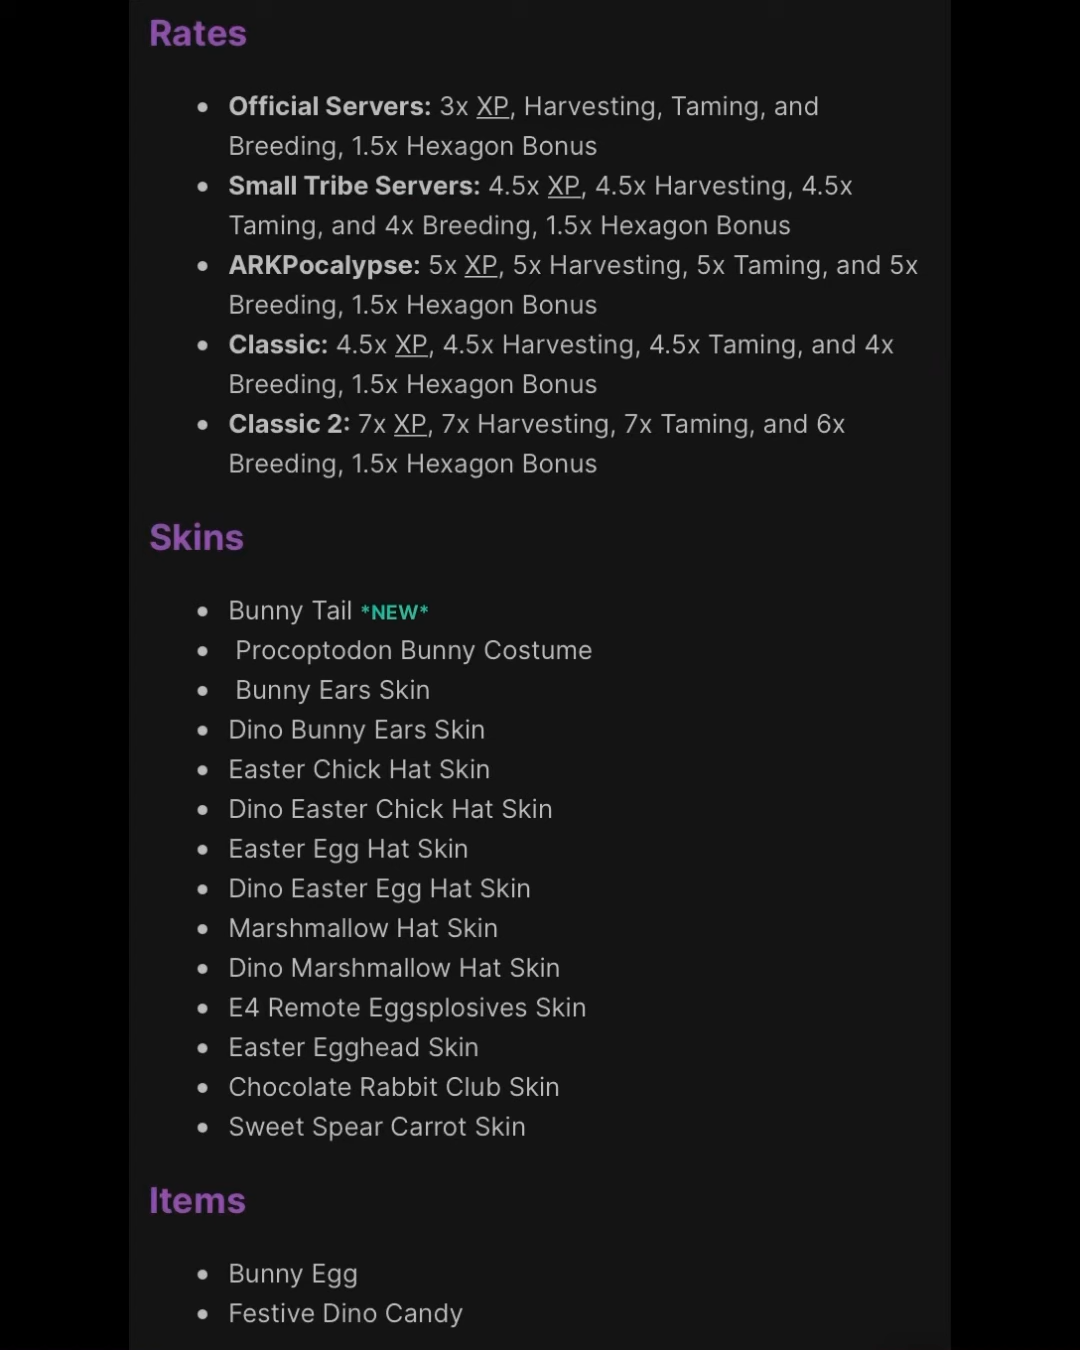 Rates
Official Servers: 3x XP, Harvesting, Taming, and
Breeding, 1.5x Hexagon Bonus
Small Tribe Servers: 4.5x XP, 4.5x Harvesting, 4.5x
Taming, and 4x Breeding, 1.5x Hexagon Bonus
ARKPocalypse: 5x XP, 5x Harvesting, 5x Taming, and 5x
Breeding, 1.5x Hexagon Bonus
Classic: 4.5x XP, 4.5x Harvesting, 4.5x Taming, and 4x
Breeding, 1.5x Hexagon Bonus
Classic 2: 7x XP, 7x Harvesting, 7x Taming, and 6x
Breeding, 1.5x Hexagon Bonus
Skins
Bunny Tail *NEW*
Procoptodon Bunny Costume
Bunny Ears Skin
Dino Bunny Ears Skin
Easter Chick Hat Skin
Dino Easter Chick Hat Skin
Easter Egg Hat Skin
Dino Easter Egg Hat Skin
Marshmallow Hat Skin
Dino Marshmallow Hat Skin
E4 Remote Eggsplosives Skin
Easter Egghead Skin
Chocolate Rabbit Club Skin
Sweet Spear Carrot Skin
Items
Bunny Egg
Festive Dino Candy